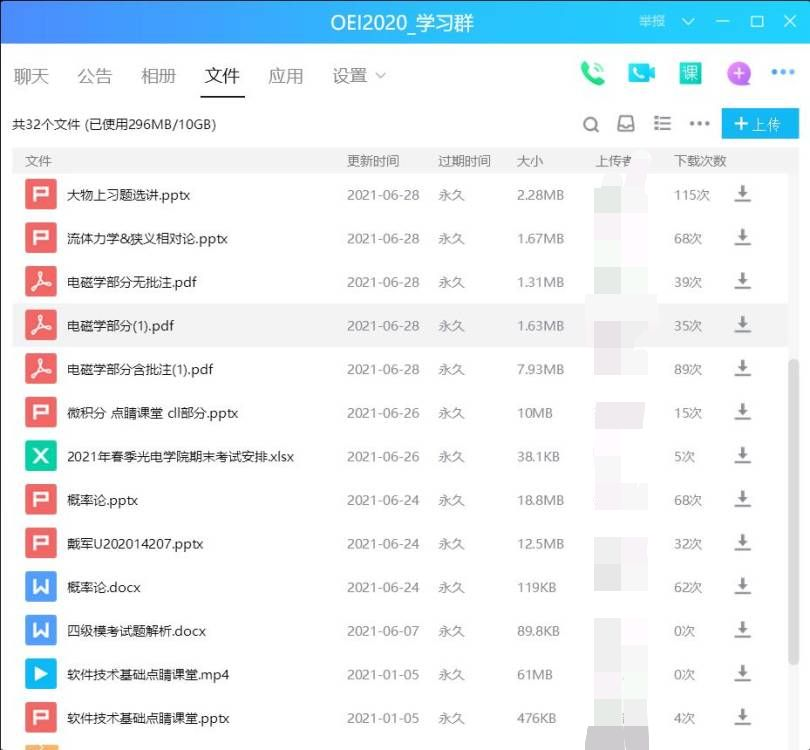 OEI2020_学习群 举报
聊天 公告 相册 文件 应用 设置 课
共32个文件 (已使用296MB/10GB) 上传
文件 更新时间 过期时间 大小 上传者 下载次数
大物上习题选讲.pptx 2021-06-28 永久 2.28MB 115次
流体力学&狭义相对论.pptx 2021-06-28 永久 1.67MB 68次
电磁学部分无批注.pdf 2021-06-28 永久 1.31MB 39次
电磁学部分(1).pdf 2021-06-28 永久 1.63MB 35次
电磁学部分含批注(1).pdf 2021-06-28 永久 7.93MB 89次
微积分 点睛课堂 cll部分.pptx 2021-06-26 永久 10MB 15次
2021年春季光电学院期末考试安排.xlsx 2021-06-26 永久 38.1KB 5次
概率论.pptx 2021-06-24 永久 18.8MB 68次
戴军U202014207.pptx 2021-06-24 永久 12.5MB 32次
概率论.docx 2021-06-24 永久 119KB 62次
四级模考试题解析.docx 2021-06-07 永久 89.8KB 0次
软件技术基础点睛课堂.mp4 2021-01-05 永久 61MB 0次
软件技术基础点睛课堂.pptx 2021-01-05 永久 476KB 4次